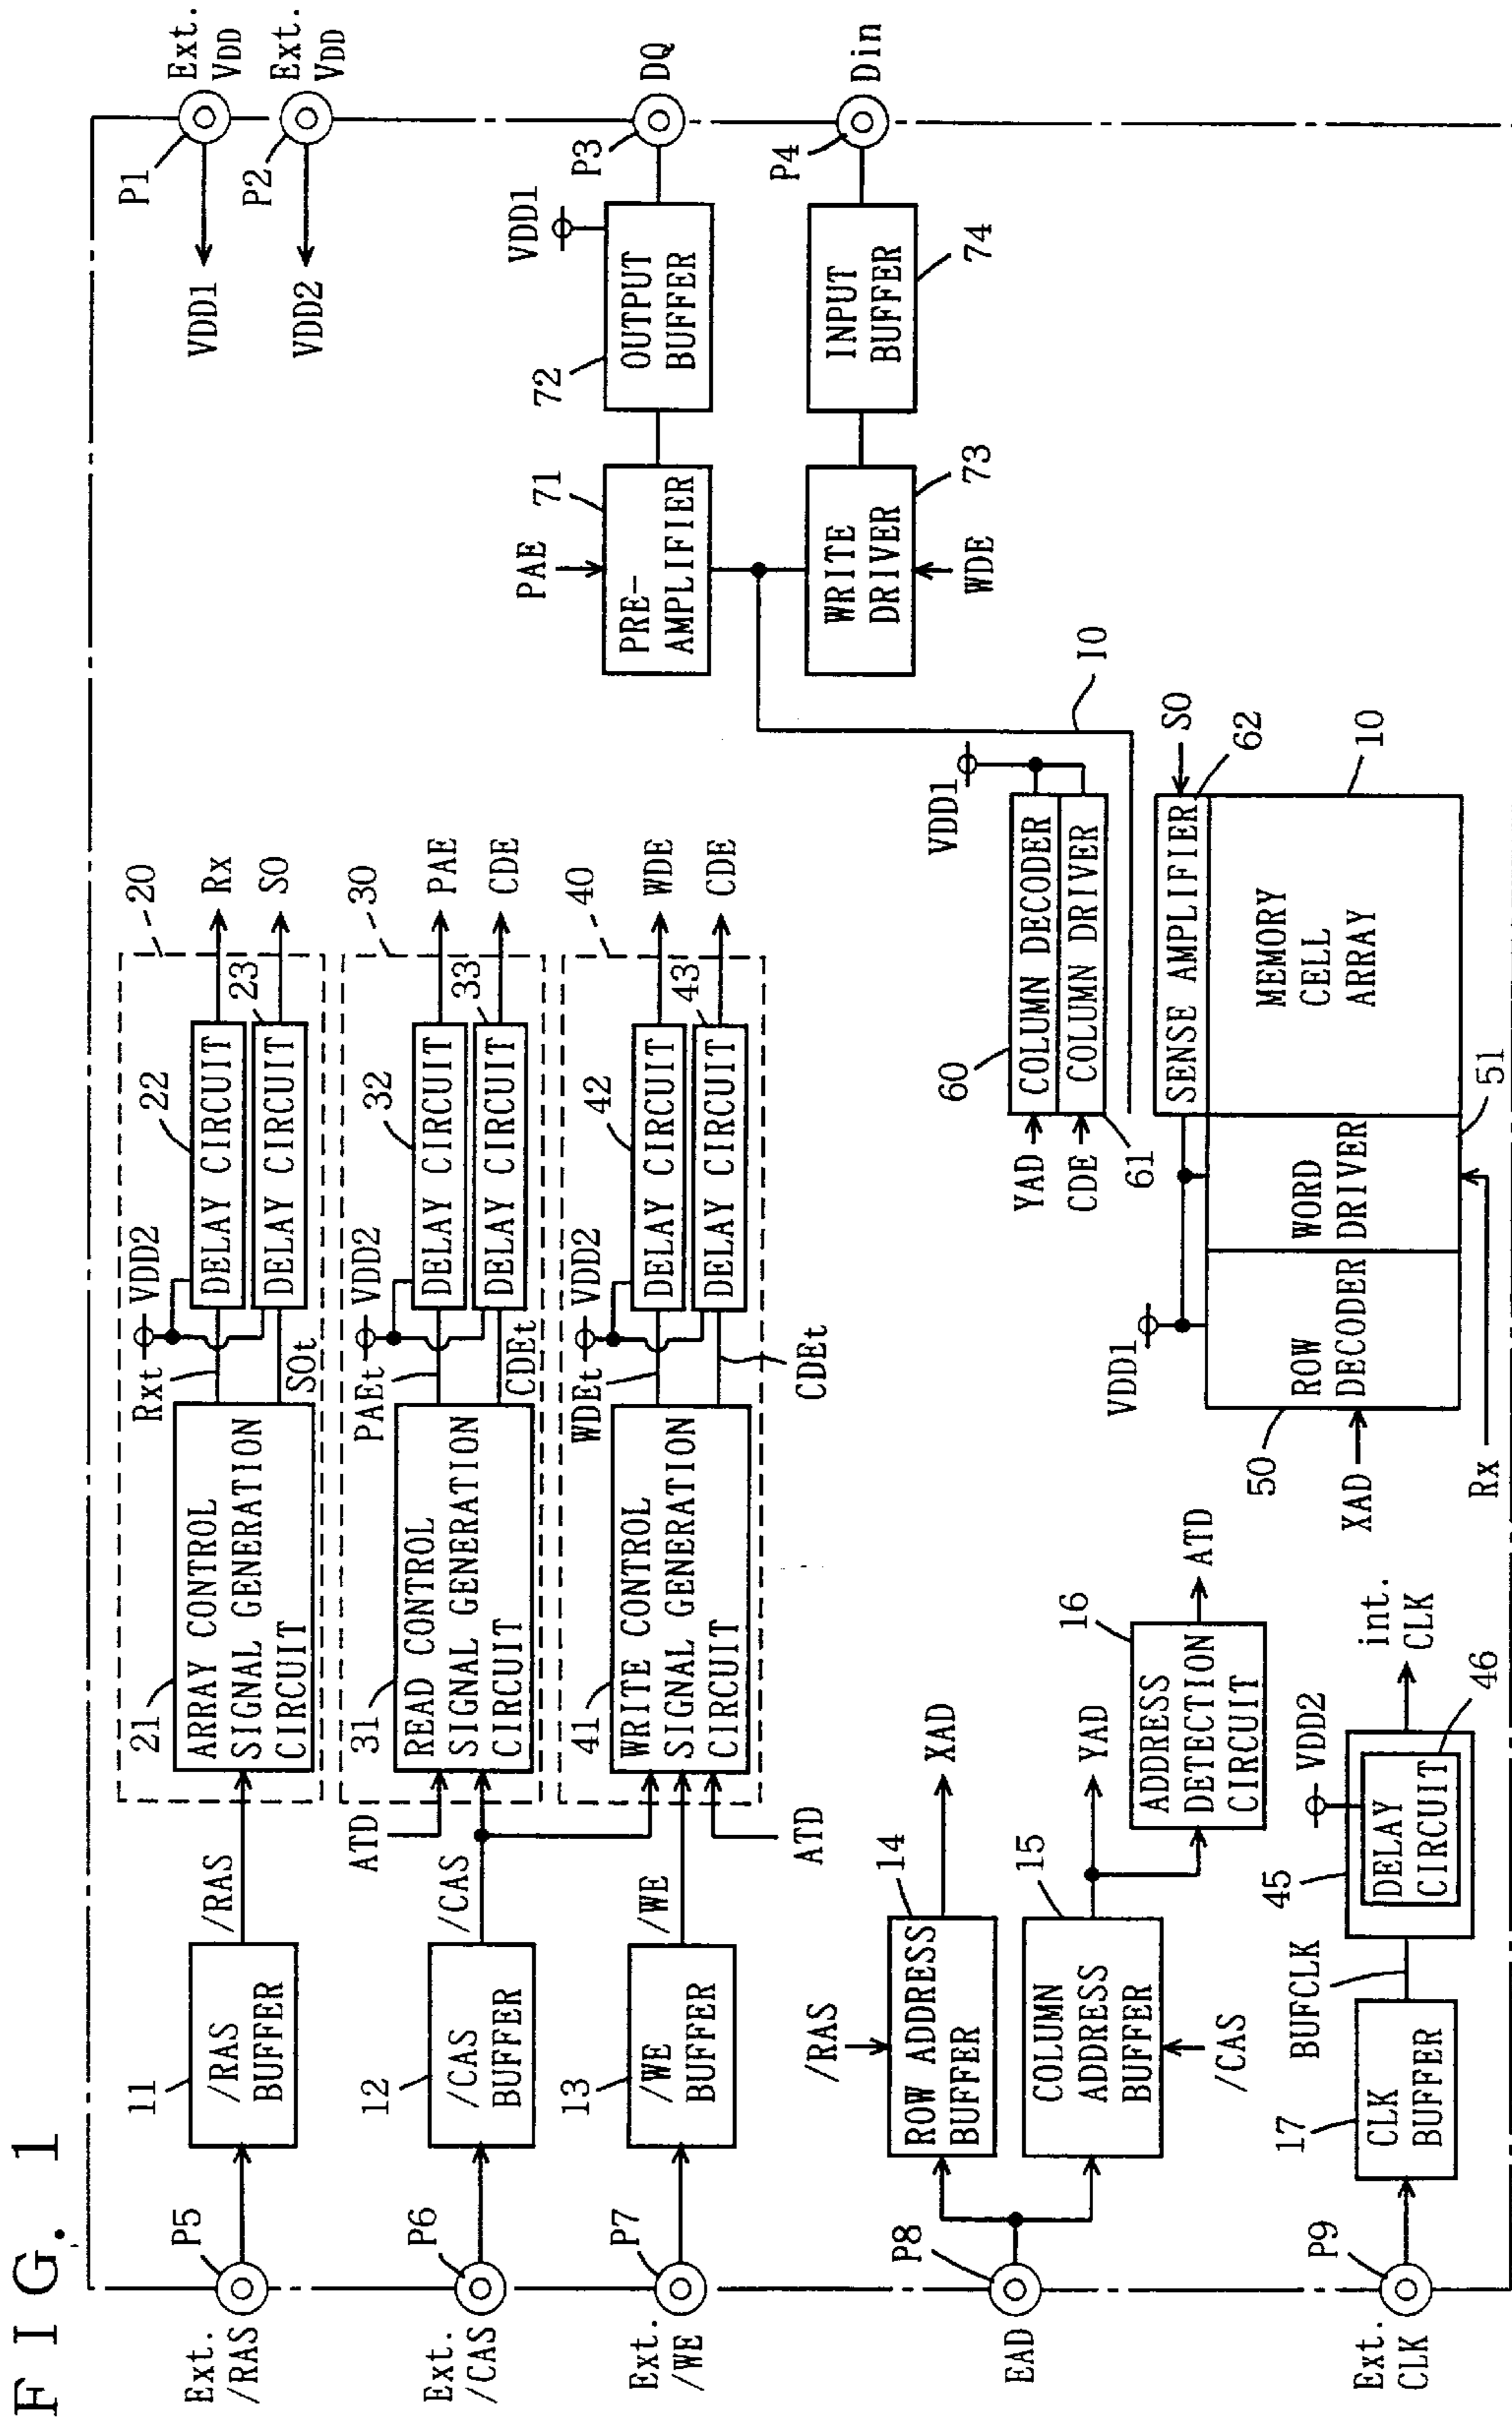 FIG. 1
Ext.
/RAS
P5
11
/RAS
BUFFER
/RAS
21
ARRAY CONTROL
SIGNAL GENERATION
CIRCUIT
Rxt
SOt
VDD2
22
DELAY CIRCUIT
DELAY CIRCUIT
23
20
Rx
SO
P1
Ext.
VDD
VDD1
P2
Ext.
VDD
VDD2
Ext.
/CAS
P6
12
/CAS
BUFFER
/CAS
ATD
31
READ CONTROL
SIGNAL GENERATION
CIRCUIT
PAEt
CDEt
VDD2
32
DELAY CIRCUIT
DELAY CIRCUIT
33
30
PAE
CDE
Ext.
/WE
P7
13
/WE
BUFFER
/WE
ATD
41
WRITE CONTROL
SIGNAL GENERATION
CIRCUIT
WDEt
CDEt
VDD2
42
DELAY CIRCUIT
DELAY CIRCUIT
43
40
WDE
CDE
PAE
71
PRE-
AMPLIFIER
72
OUTPUT
BUFFER
VDD1
P3
DQ
WRITE
DRIVER
73
WDE
INPUT
BUFFER
74
P4
Din
EAD
P8
/RAS
14
ROW ADDRESS
BUFFER
XAD
15
COLUMN
ADDRESS
BUFFER
/CAS
YAD
16
ADDRESS
DETECTION
CIRCUIT
ATD
Ext.
CLK
P9
17
CLK
BUFFER
BUFCLK
45
DELAY
CIRCUIT
46
VDD2
int.
CLK
60
YAD
CDE
COLUMN DECODER
COLUMN DRIVER
61
VDD1
IO
VDD1
50
XAD
ROW
DECODER
WORD
DRIVER
51
Rx
SENSE AMPLIFIER
62
SO
MEMORY
CELL
ARRAY
10